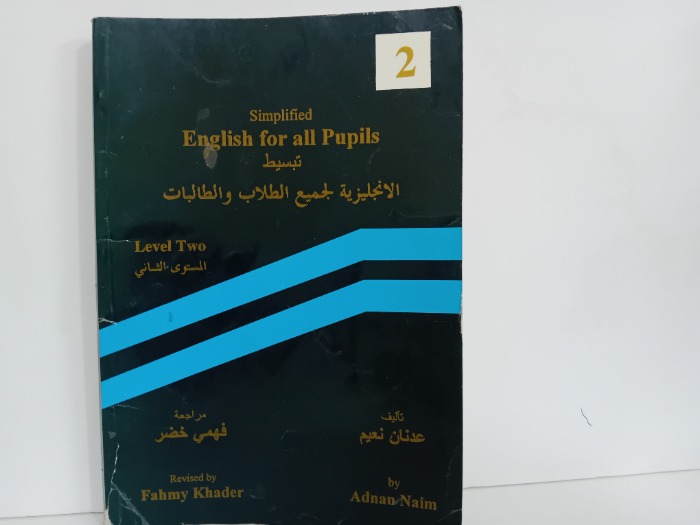 2
Simplified
English for all Pupils
تبسيط
الانجليزية لجميع الطلاب والطالبات
Level Two
المستوى الثاني
مراجعة
فهمي خضر
Revised by
Fahmy Khader
تأليف
عدنان نعيم
by
Adnan Naim